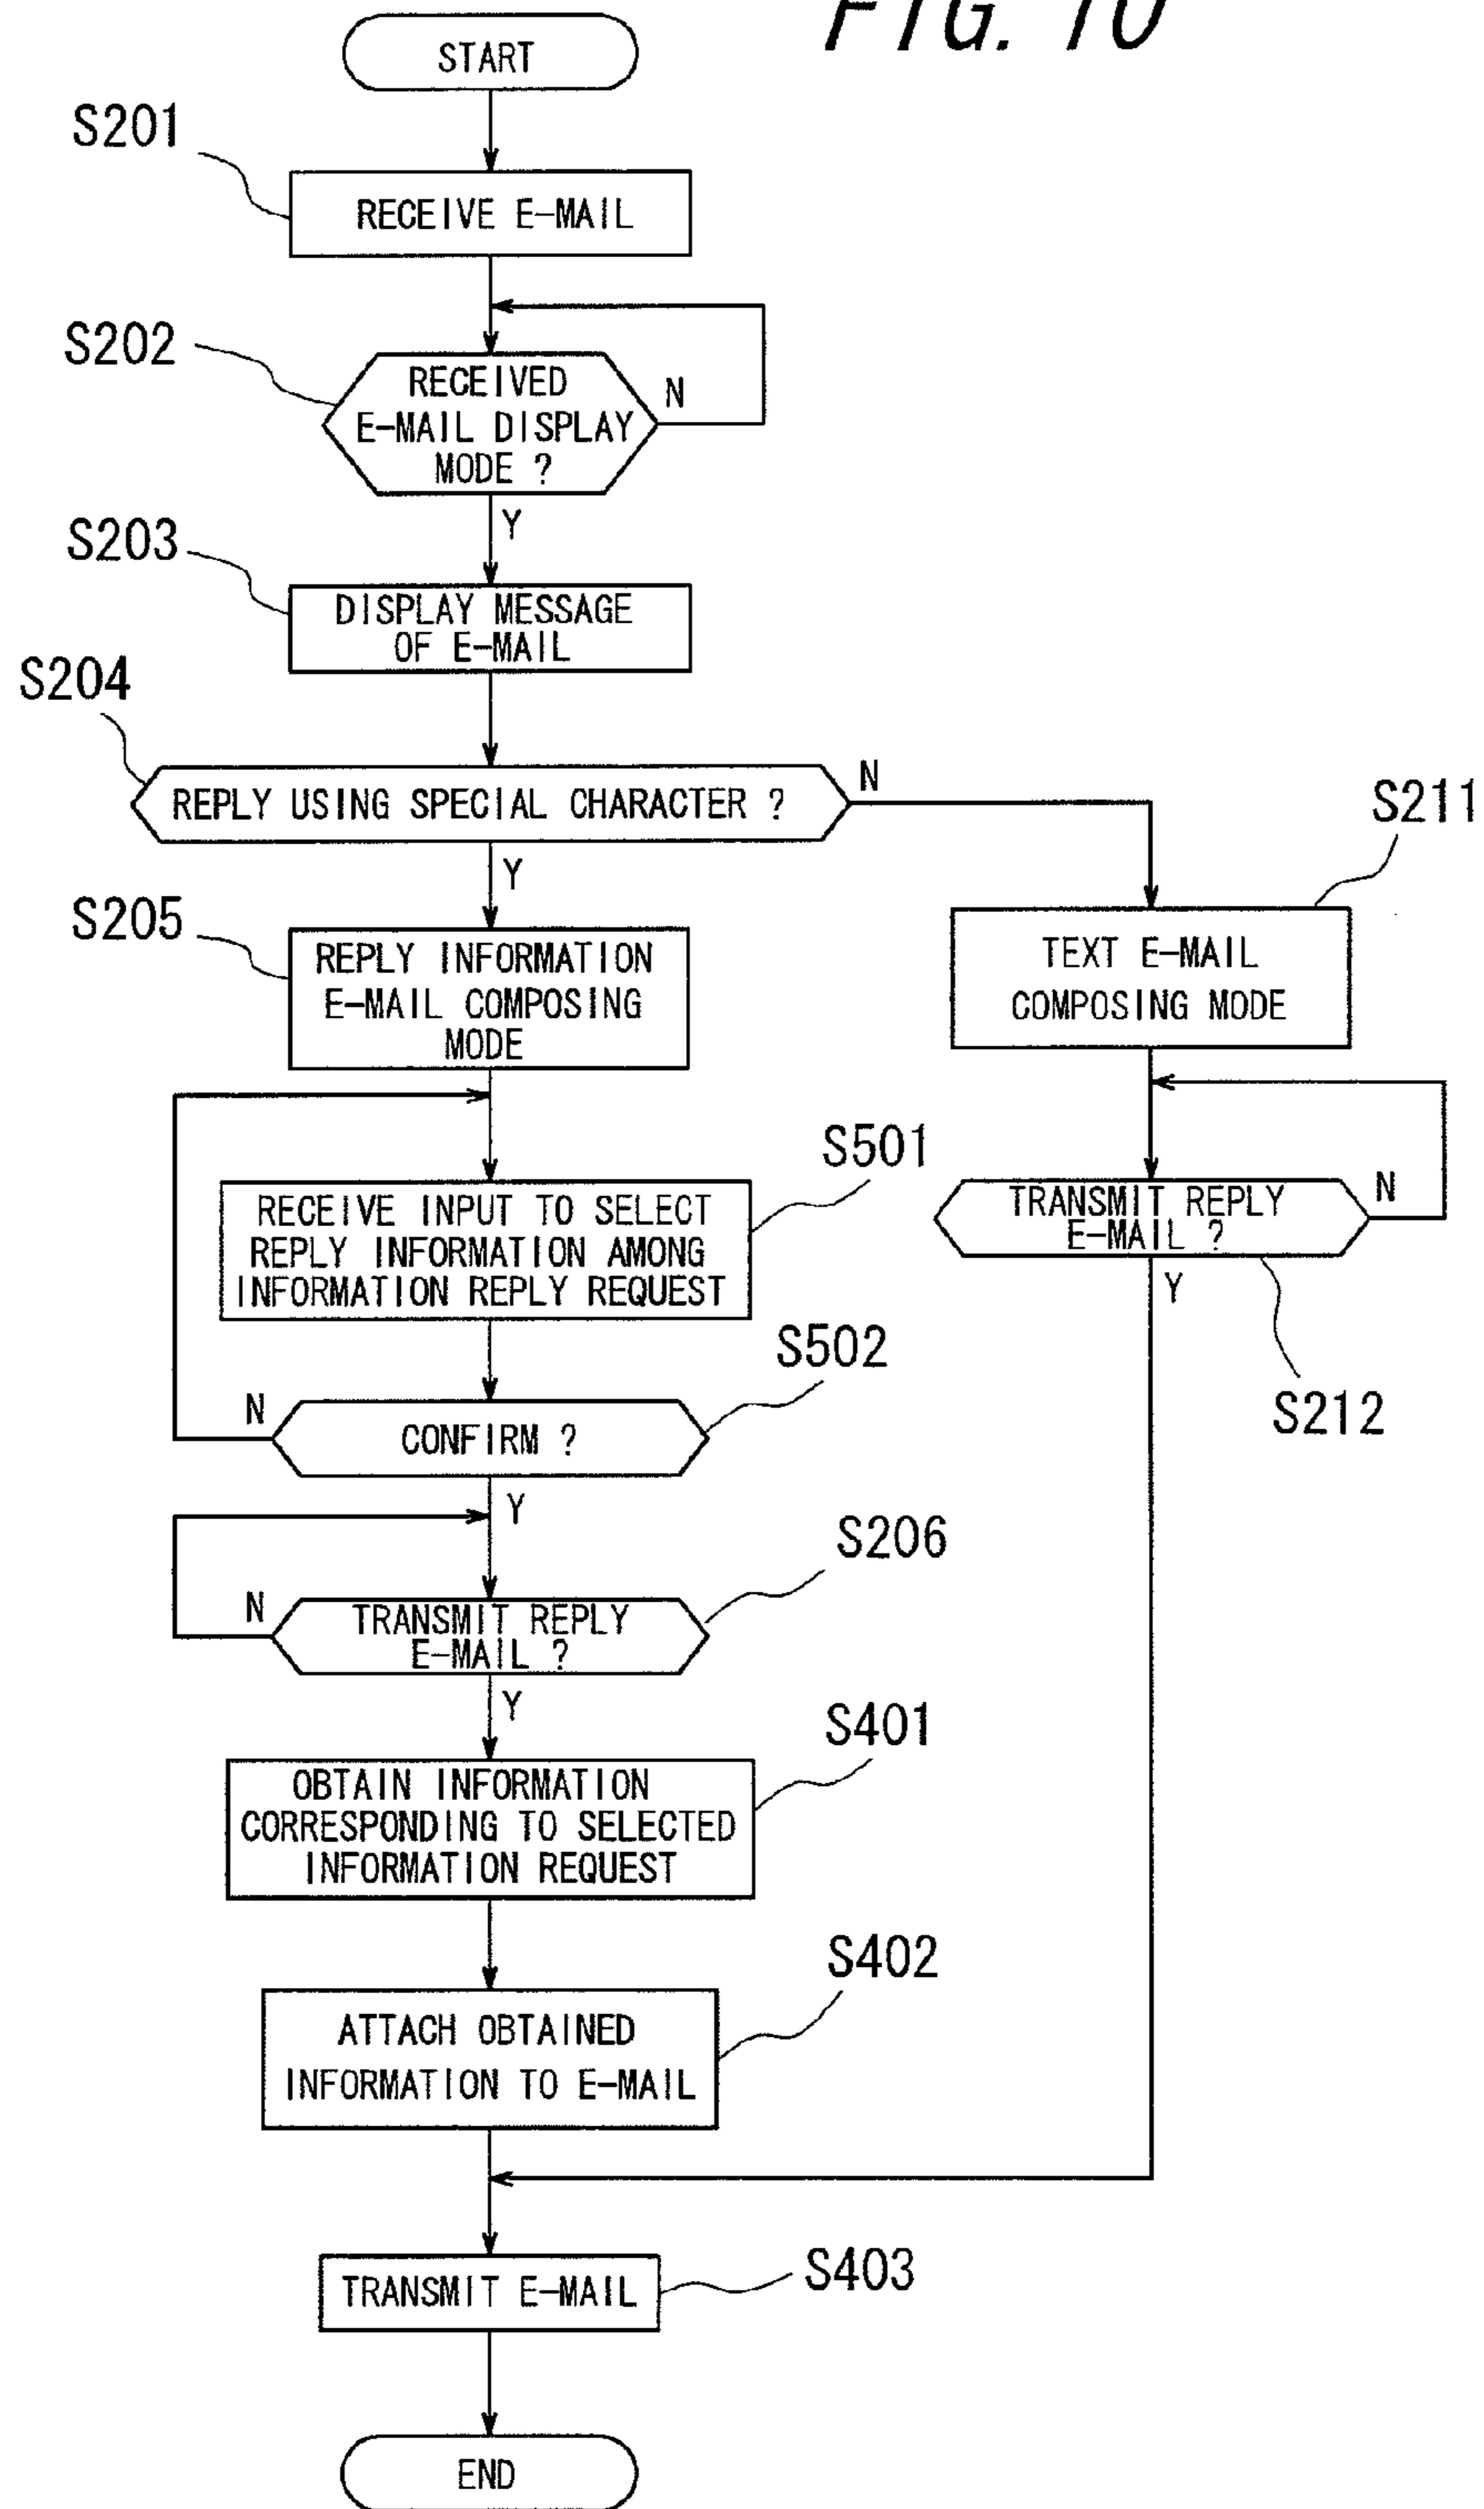 FIG. 10
START
S201
RECEIVE E-MAIL
S202
RECEIVED
E-MAIL DISPLAY
MODE ?
N
Y
S203
DISPLAY MESSAGE
OF E-MAIL
S204
REPLY USING SPECIAL CHARACTER ?
N
Y
S211
TEXT E-MAIL
COMPOSING MODE
S205
REPLY INFORMATION
E-MAIL COMPOSING
MODE
S501
RECEIVE INPUT TO SELECT
REPLY INFORMATION AMONG
INFORMATION REPLY REQUEST
TRANSMIT REPLY
E-MAIL ?
N
Y
S212
S502
CONFIRM ?
N
Y
S206
TRANSMIT REPLY
E-MAIL ?
N
Y
S401
OBTAIN INFORMATION
CORRESPONDING TO SELECTED
INFORMATION REQUEST
S402
ATTACH OBTAINED
INFORMATION TO E-MAIL
TRANSMIT E-MAIL
S403
END